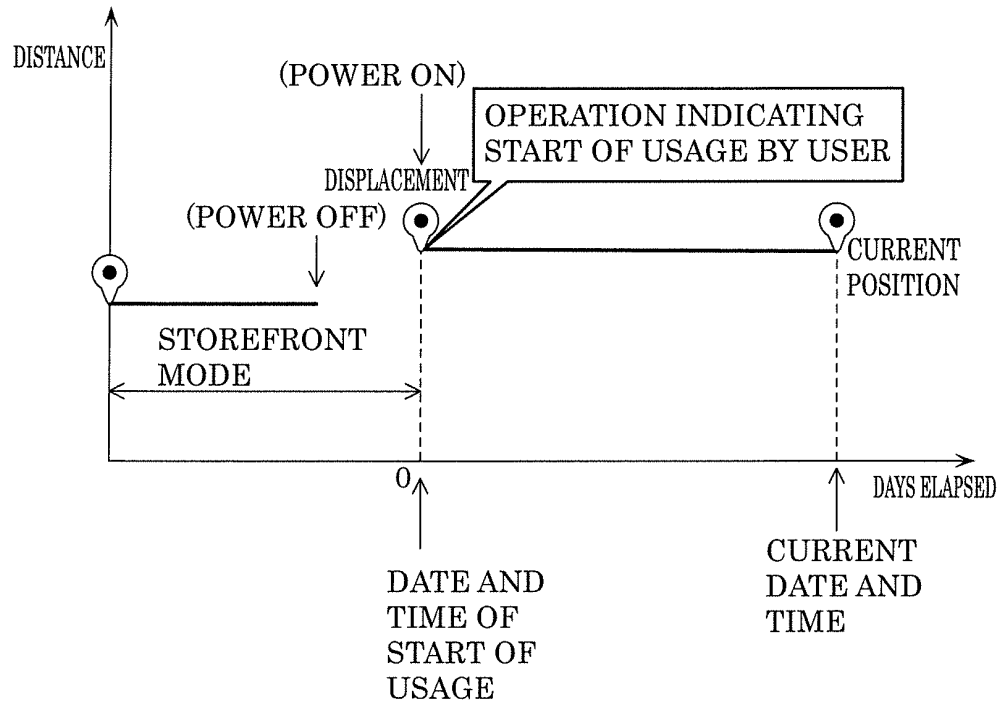 DISTANCE
(POWER ON)
OPERATION INDICATING
START OF USAGE BY USER
DISPLACEMENT
(POWER OFF)
CURRENT
POSITION
STOREFRONT
MODE
0
DAYS ELAPSED
DATE AND
TIME OF
START OF
USAGE
CURRENT
DATE AND
TIME